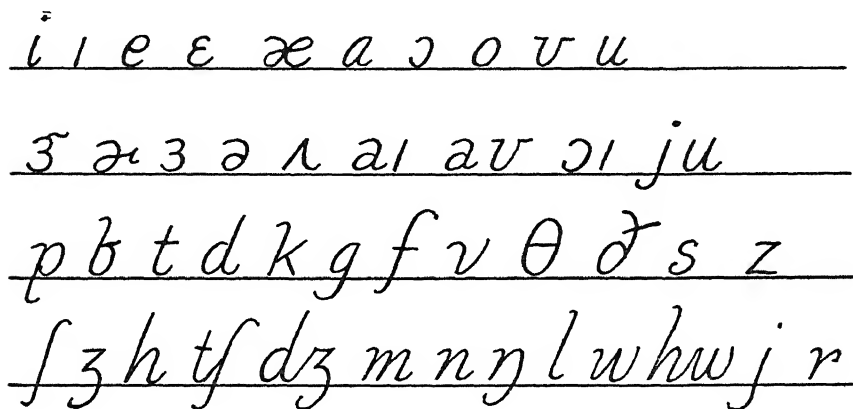 i ɪ e ɛ æ a ɔ o ʊ u
ɝ ɚ ɜ ə ʌ aɪ aʊ ɔɪ ju
p b t d k g f v θ ð s z
ʃ ʒ h tʃ dʒ m n ŋ l w hw j r